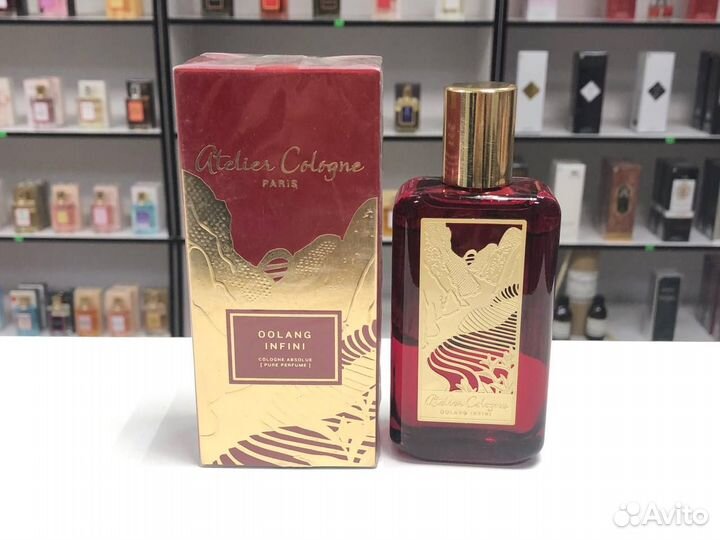 Atelier Cologne
PARIS
OOLANG
INFINI
COLOGNE ABSOLUE
[ PURE PERFUME ]
Atelier Cologne
OOLANG INFINI
Avito